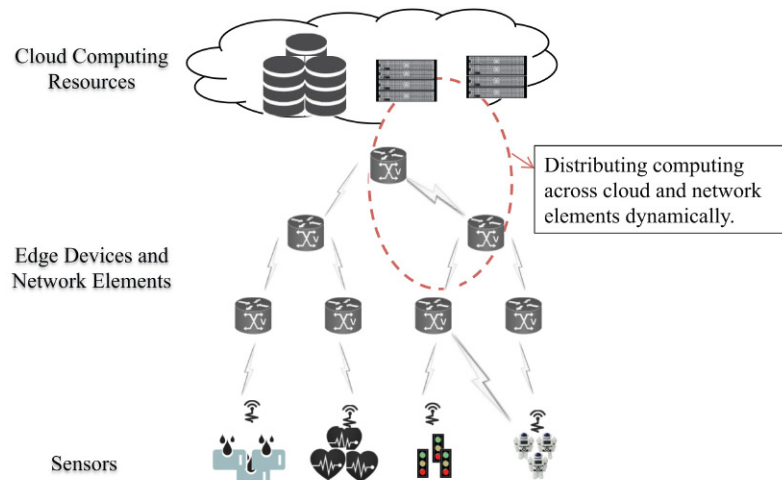 Cloud Computing
Resources
Distributing computing
across cloud and network
elements dynamically.
Edge Devices and
Network Elements
Sensors